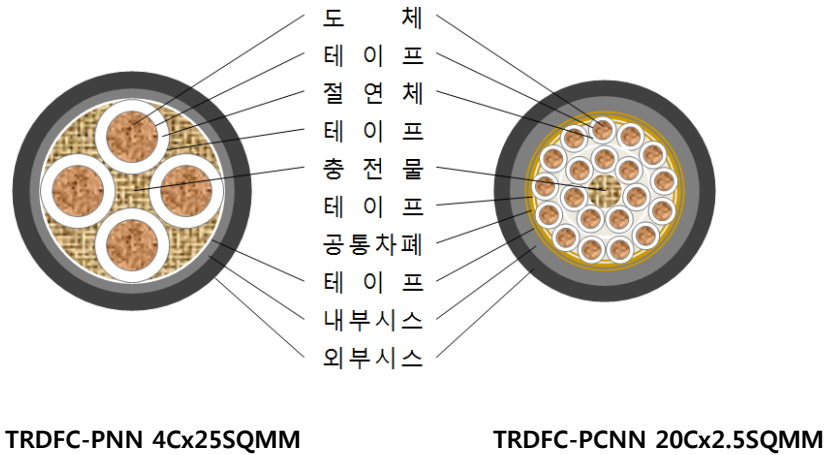 도 체
테 이 프
절 연 체
테 이 프
충 전 물
테 이 프
공통차폐
테 이 프
내부시스
외부시스
TRDFC-PNN 4Cx25SQMM
TRDFC-PCNN 20Cx2.5SQMM